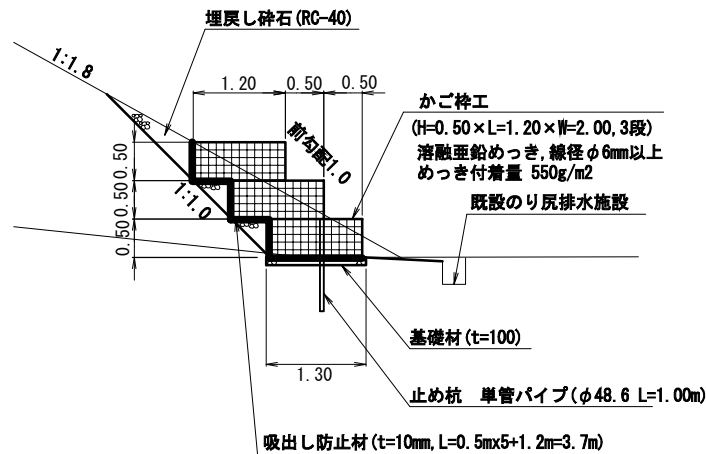 埋戻し砕石(RC-40)
1:1.8
1.20
0.50
0.50
かご枠工
(H=0.50×L=1.20×W=2.00,3段)
溶融亜鉛めっき,線径φ6mm以上
めっき付着量 550g/m2
前勾配1.0
0.50
0.50
0.50
1:1.0
既設のり尻排水施設
基礎材(t=100)
1.30
止め杭 単管パイプ(φ48.6 L=1.00m)
吸出し防止材(t=10mm,L=0.5mx5+1.2m=3.7m)